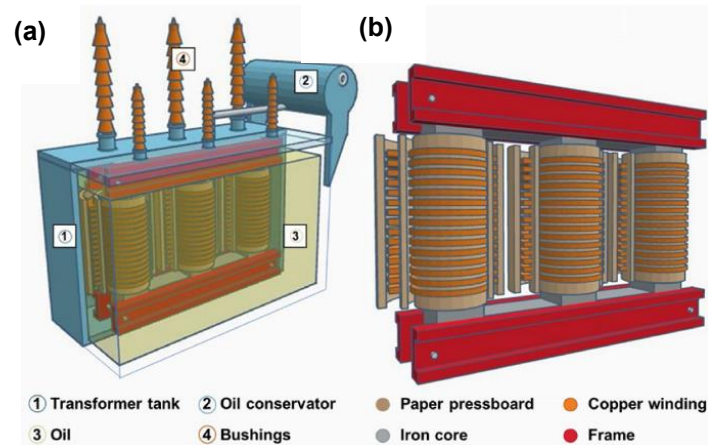 (a)
(b)
④
②
①
③
① Transformer tank ② Oil conservator Paper pressboard Copper winding
③ Oil ④ Bushings Iron core Frame